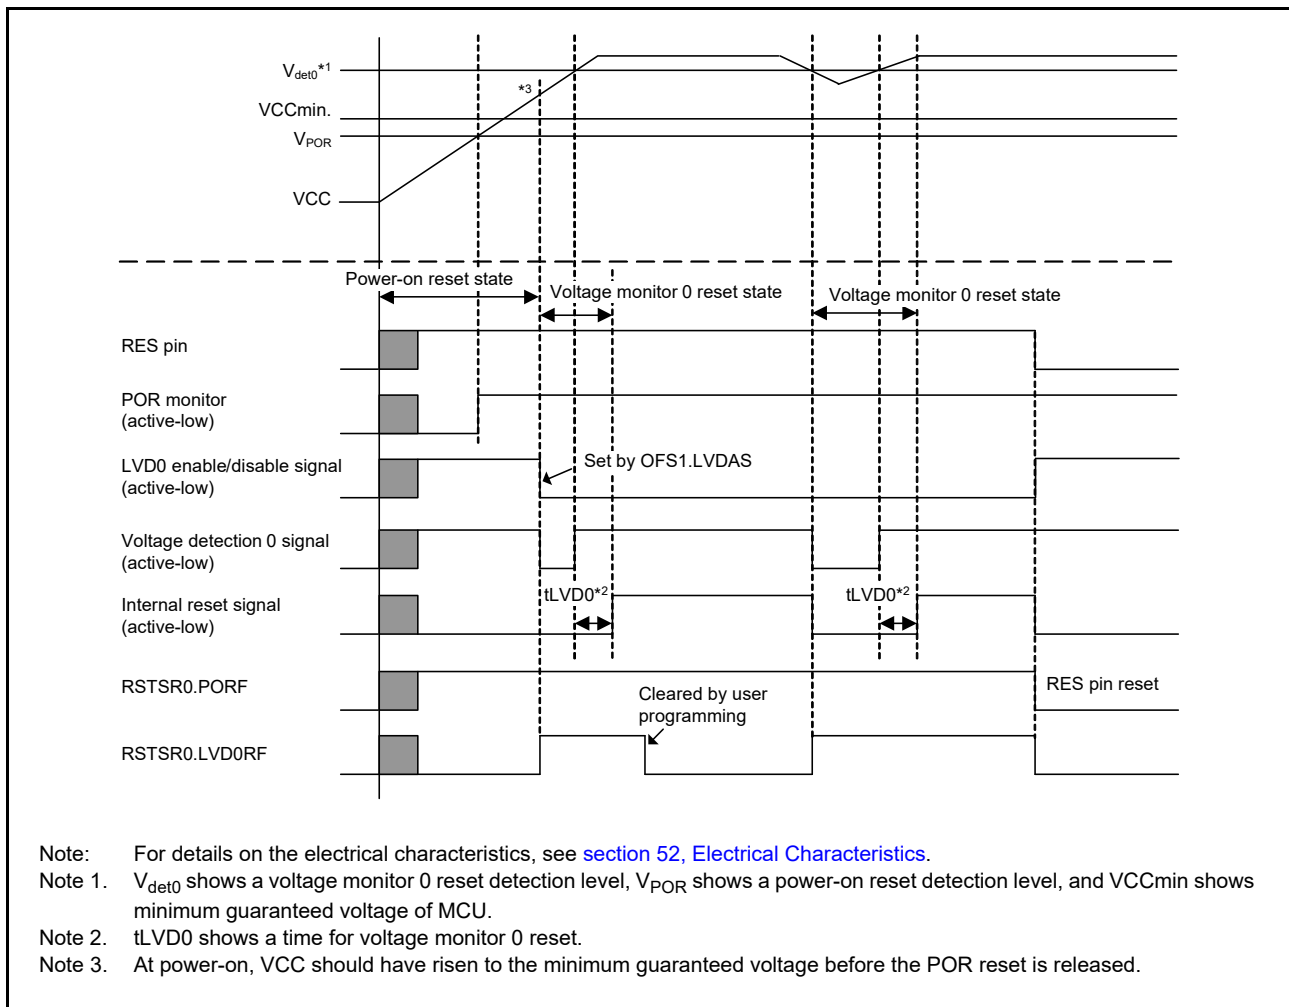 Vdet0*1
*3
VCCmin.
VPOR
VCC
Power-on reset state
Voltage monitor 0 reset state
Voltage monitor 0 reset state
RES pin
POR monitor
(active-low)
LVD0 enable/disable signal
(active-low)
Set by OFS1.LVDAS
Voltage detection 0 signal
(active-low)
tLVD0*2
tLVD0*2
Internal reset signal
(active-low)
RSTSR0.PORF
RES pin reset
Cleared by user
programming
RSTSR0.LVD0RF
Note: For details on the electrical characteristics, see section 52, Electrical Characteristics.
Note 1. Vdet0 shows a voltage monitor 0 reset detection level, VPOR shows a power-on reset detection level, and VCCmin shows
minimum guaranteed voltage of MCU.
Note 2. tLVD0 shows a time for voltage monitor 0 reset.
Note 3. At power-on, VCC should have risen to the minimum guaranteed voltage before the POR reset is released.